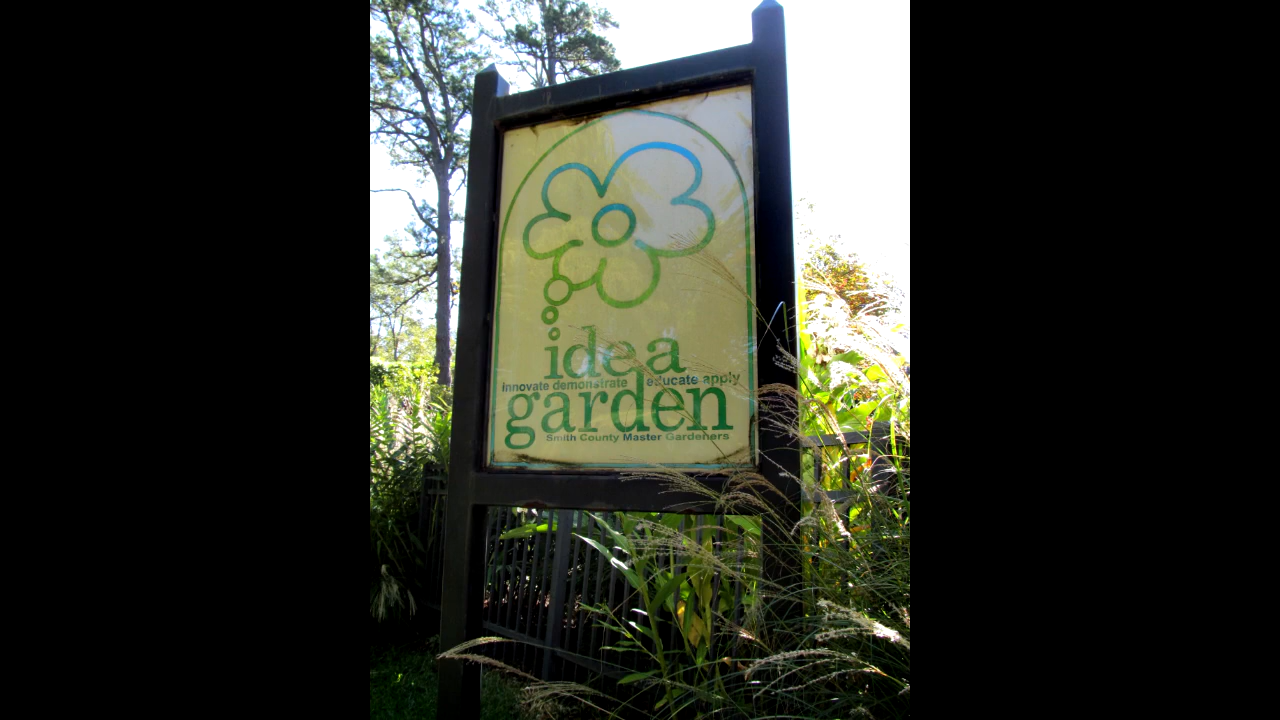 idea
innovate demonstrate educate apply
garden
Smith County Master Gardeners